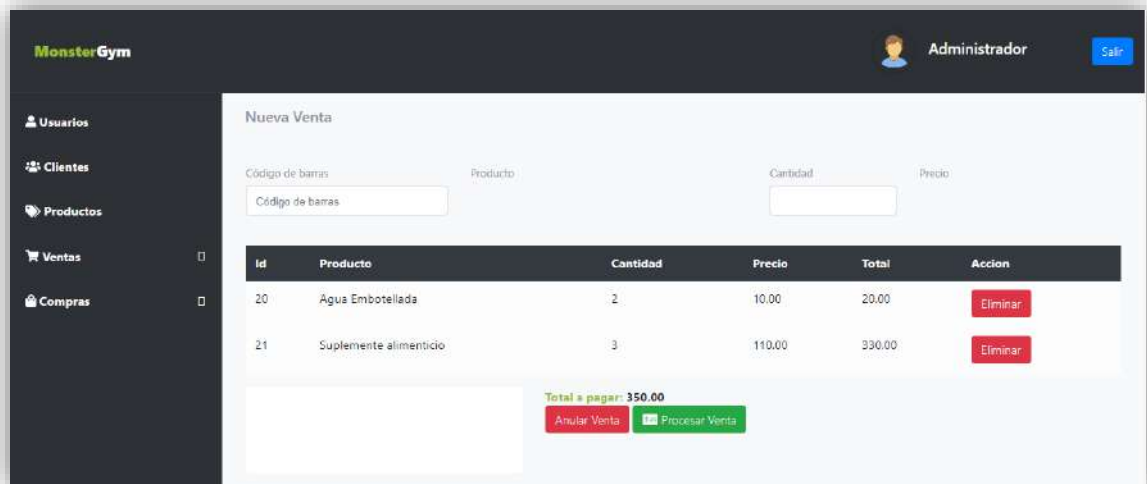 MonsterGym
Administrador
Salir
Usuarios
Clientes
Productos
Ventas
Compras
Nueva Venta
Código de barras Producto Cantidad Precio
Código de barras
Id Producto Cantidad Precio Total Accion
20 Agua Embotellada 2 10.00 20.00 Eliminar
21 Suplemente alimenticio 3 110.00 330.00 Eliminar
Total a pagar: 350.00
Anular Venta Procesar Venta